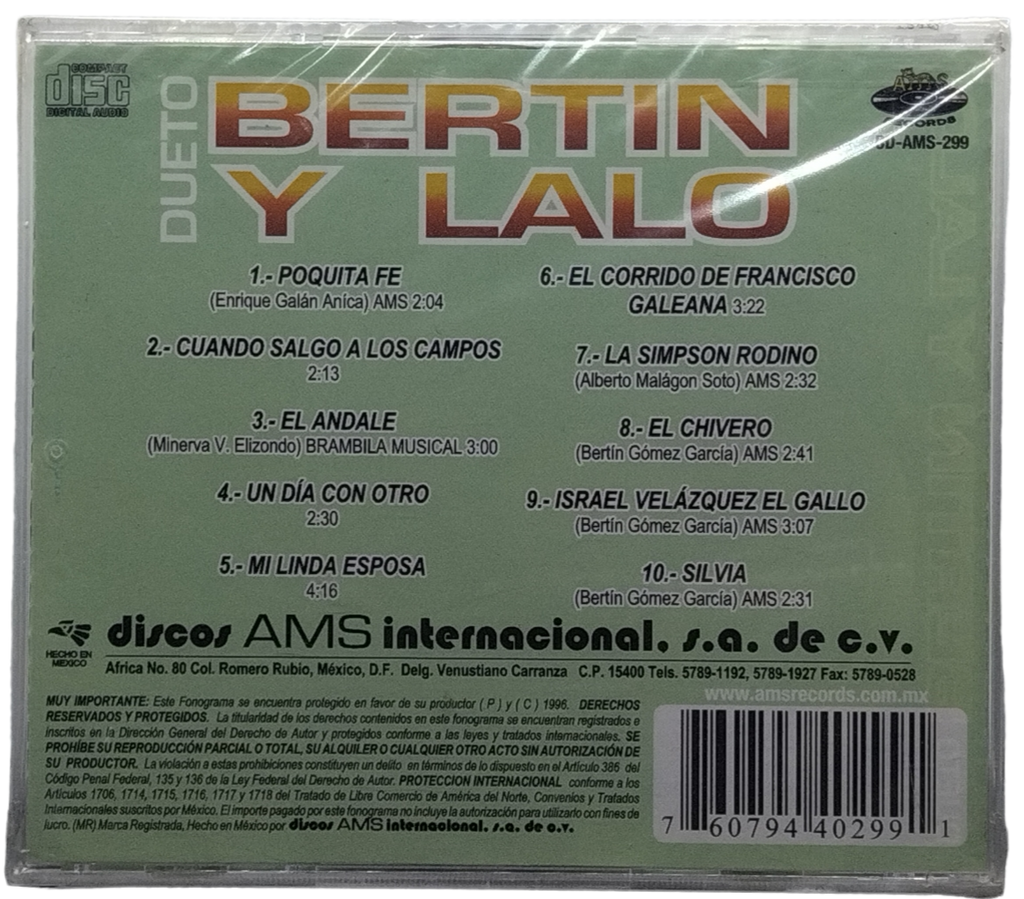 COMPACT
disc
DIGITAL AUDIO
DUETO
BERTIN
Y LALO
AMS
RECORDS
CD-AMS-299
1.- POQUITA FE
(Enrique Galán Aníca) AMS 2:04
2.- CUANDO SALGO A LOS CAMPOS
2:13
3.- EL ANDALE
(Minerva V. Elizondo) BRAMBILA MUSICAL 3:00
4.- UN DÍA CON OTRO
2:30
5.- MI LINDA ESPOSA
4:16
6.- EL CORRIDO DE FRANCISCO
GALEANA 3:22
7.- LA SIMPSON RODINO
(Alberto Malágon Soto) AMS 2:32
8.- EL CHIVERO
(Bertín Gómez García) AMS 2:41
9.- ISRAEL VELÁZQUEZ EL GALLO
(Bertín Gómez García) AMS 3:07
10.- SILVIA
(Bertín Gómez García) AMS 2:31
HECHO EN
MEXICO
discos AMS internacional, s.a. de c.v.
Africa No. 80 Col. Romero Rubio, México, D.F. Delg. Venustiano Carranza C.P. 15400 Tels. 5789-1192, 5789-1927 Fax: 5789-0528
www.amsrecords.com.mx
MUY IMPORTANTE: Este Fonograma se encuentra protegido en favor de su productor ( P ) y ( C ) 1996. DERECHOS
RESERVADOS Y PROTEGIDOS. La titularidad de los derechos contenidos en este fonograma se encuentran registrados e
inscritos en la Dirección General del Derecho de Autor y protegidos conforme a las leyes y tratados internacionales. SE
PROHÍBE SU REPRODUCCIÓN PARCIAL O TOTAL, SU ALQUILER O CUALQUIER OTRO ACTO SIN AUTORIZACIÓN DE
SU PRODUCTOR. La violación a estas prohibiciones constituyen un delito en términos de lo dispuesto en el Artículo 386 del
Código Penal Federal, 135 y 136 de la Ley Federal del Derecho de Autor. PROTECCION INTERNACIONAL conforme a los
Artículos 1706, 1714, 1715, 1716, 1717 y 1718 del Tratado de Libre Comercio de América del Norte, Convenios y Tratados
Internacionales suscritos por México. El importe pagado por este fonograma no incluye la autorización para utilizarlo con fines de
lucro. (MR) Marca Registrada, Hecho en México por discos AMS internacional, s.a. de c.v.
7 60794 40299 1